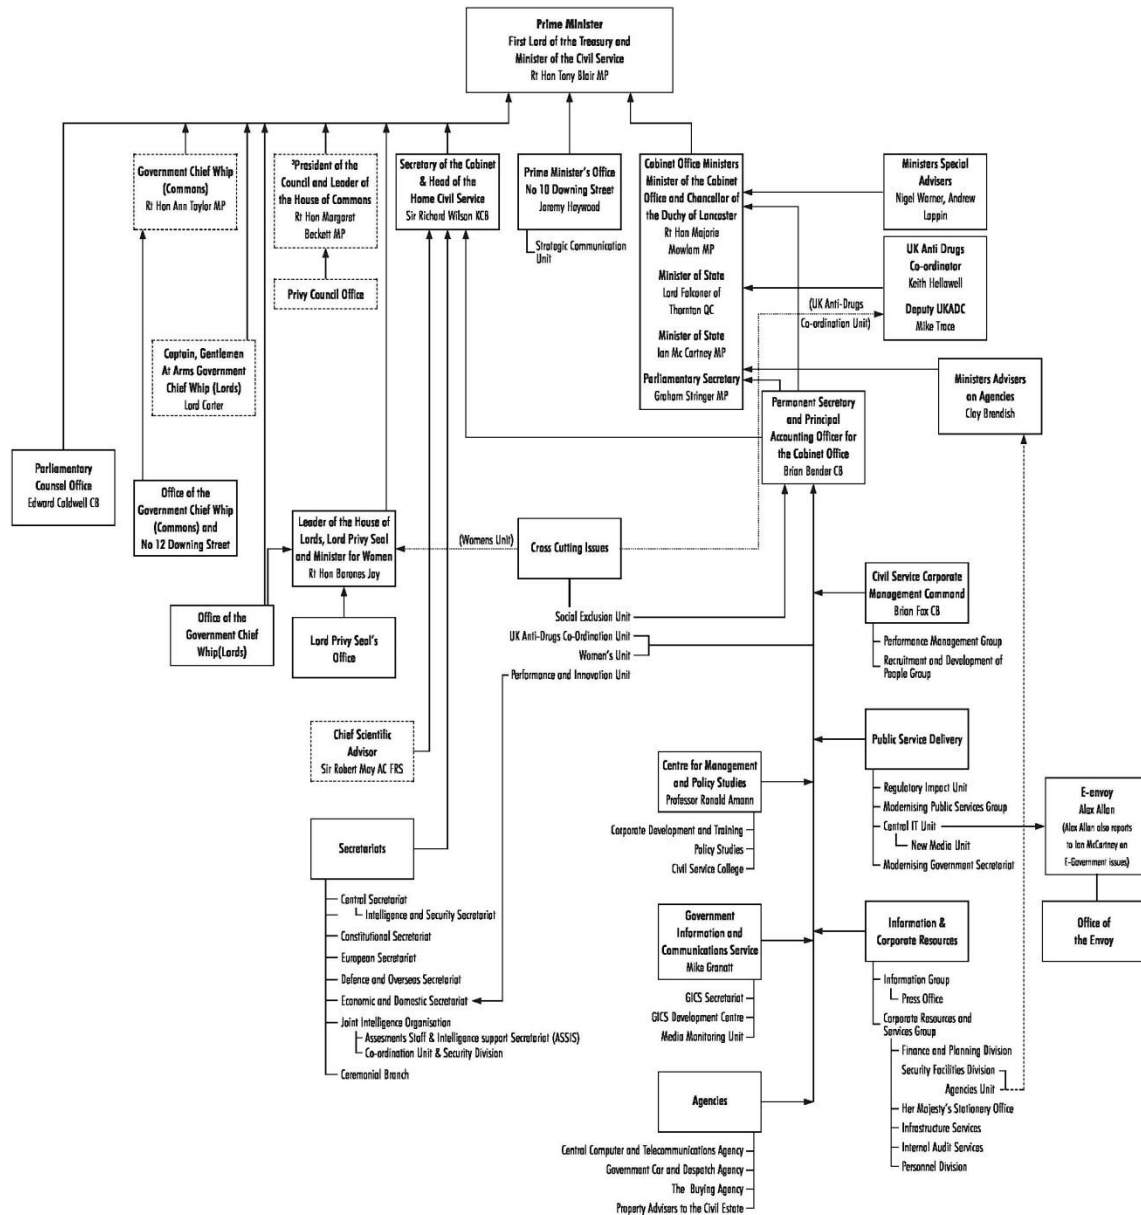 Prime Minister
First Lord of trhe Treasury and
Minister of the Civil Service
Rt Hon Tony Blair MP
Government Chief Whip
(Commons)
Rt Hon Ann Taylor MP
²President of the
Council and Leader of
the House of Commons
Rt Hon Margaret
Beckett MP
Secretary of the Cabinet
& Head of the
Home Civil Service
Sir Richard Wilson KCB
Prime Minister's Office
No 10 Downing Street
Jeremy Heywood
Strategic Communication
Unit
Cabinet Office Ministers
Minister of the Cabinet
Office and Chancellor of
the Duchy of Lancaster
Rt Hon Majorie
Mowlam MP
Minister of State
Lord Falconer of
Thornton QC
Minister of State
Ian Mc Cartney MP
Parliamentary Secretary
Graham Stringer MP
Ministers Special
Advisers
Nigel Warner, Andrew
Lappin
UK Anti Drugs
Co-ordinator
Keith Hellawell
Deputy UKADC
Mike Trace
(UK Anti-Drugs
Co-ordination Unit)
Privy Council Office
Captain, Gentlemen
At Arms Government
Chief Whip (Lords)
Lord Carter
Ministers Advisers
on Agencies
Clay Brendish
Permanent Secretary
and Principal
Accounting Officer for
the Cabinet Office
Brian Bender CB
Parliamentary
Counsel Office
Edward Caldwell CB
Office of the
Government Chief Whip
(Commons) and
No 12 Downing Street
Leader of the House of
Lords, Lord Privy Seal
and Minister for Women
Rt Hon Barones Jay
(Womens Unit)
Cross Cutting Issues
Social Exclusion Unit
UK Anti-Drugs Co-Ordination Unit
Women's Unit
Performance and Innovation Unit
Office of the
Government Chief
Whip(Lords)
Lord Privy Seal's
Office
Civil Service Corporate
Management Command
Brian Fox CB
Performance Management Group
Recruitment and Development of
People Group
Chief Scientific
Advisor
Sir Robert May AC FRS
Public Service Delivery
Regulatory Impact Unit
Modernising Public Services Group
Central IT Unit
New Media Unit
Modernising Government Secretariat
Centre for Management
and Policy Studies
Professor Ronald Amann
Corporate Development and Training
Policy Studies
Civil Service College
E-envoy
Alex Allan
(Alex Allan also reports
to Ian McCartney on
E-Government issues)
Office of
the Envoy
Secretariats
Central Secretariat
Intelligence and Security Secretariat
Constitutional Secretariat
European Secretariat
Defence and Overseas Secretariat
Economic and Domestic Secretariat
Joint Intelligence Organisation
Assesments Staff & Intelligence support Secretariat (ASSIS)
Co-ordination Unit & Security Division
Ceremonial Branch
Government
Information and
Communications Service
Mike Granatt
GICS Secretariat
GICS Development Centre
Media Monitoring Unit
Information &
Corporate Resources
Information Group
Press Office
Corporate Resources and
Services Group
Finance and Planning Division
Security Facilities Division
Agencies Unit
Her Majesty's Stationery Office
Infrastructure Services
Internal Audit Services
Personnel Division
Agencies
Central Computer and Telecommunications Agency
Government Car and Despatch Agency
The Buying Agency
Property Advisers to the Civil Estate